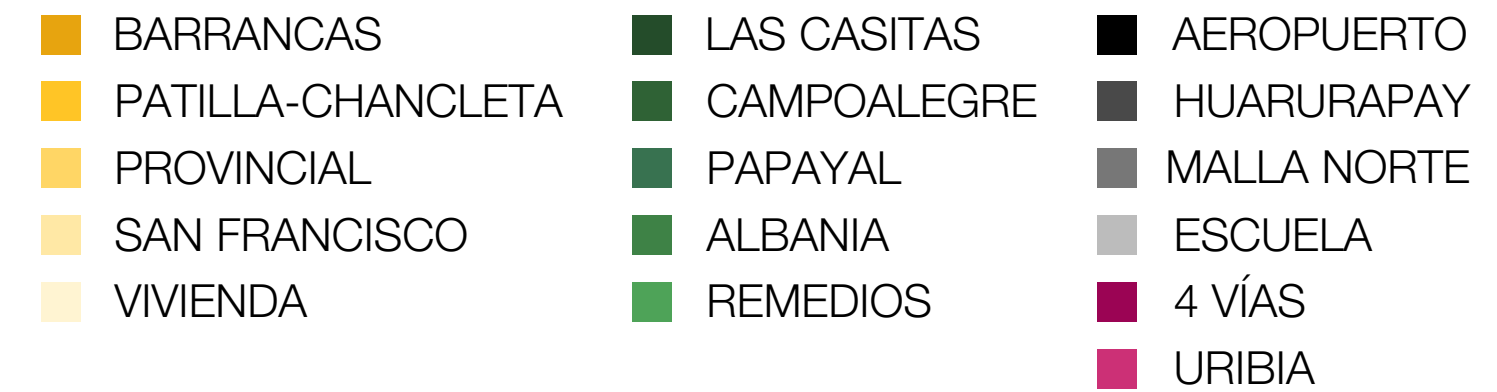 BARRANCAS
PATILLA-CHANCLETA
PROVINCIAL
SAN FRANCISCO
VIVIENDA
LAS CASITAS
CAMPOALEGRE
PAPAYAL
ALBANIA
REMEDIOS
AEROPUERTO
HUARURAPAY
MALLA NORTE
ESCUELA
4 VÍAS
URIBIA